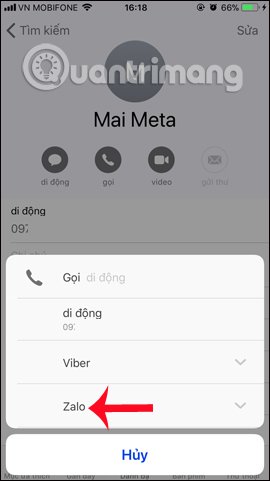 VN MOBIFONE 16:18 66%
Tìm kiếm Sửa
Quantrimang
Mai Meta
di động gọi video gửi thư
di động
097
Ghi chú
Gọi di động
di động
097
Viber
Zalo
Hủy
Mục ưa thích Gần đây Danh bạ Bàn phím Thư thoại